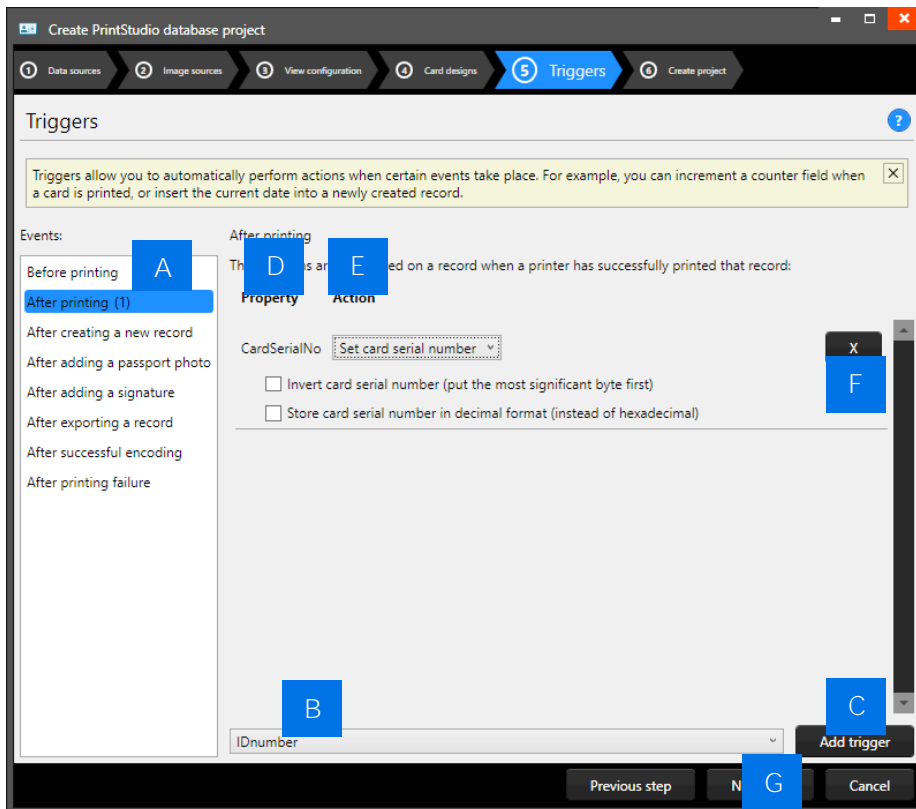 Create PrintStudio database project
1 Data sources 2 Image sources 3 View configuration 4 Card designs 5 Triggers 6 Create project
Triggers
?
Triggers allow you to automatically perform actions when certain events take place. For example, you can increment a counter field when
a card is printed, or insert the current date into a newly created record.
Events:
After printing
A
D
E
Before printing
on a record when a printer has successfully printed that record:
After printing (1)
Property Action
After creating a new record
CardSerialNo Set card serial number X
After adding a passport photo
Invert card serial number (put the most significant byte first)
F
After adding a signature
Store card serial number in decimal format (instead of hexadecimal)
After exporting a record
After successful encoding
After printing failure
B
C
IDnumber
Add trigger
Previous step
G
Cancel